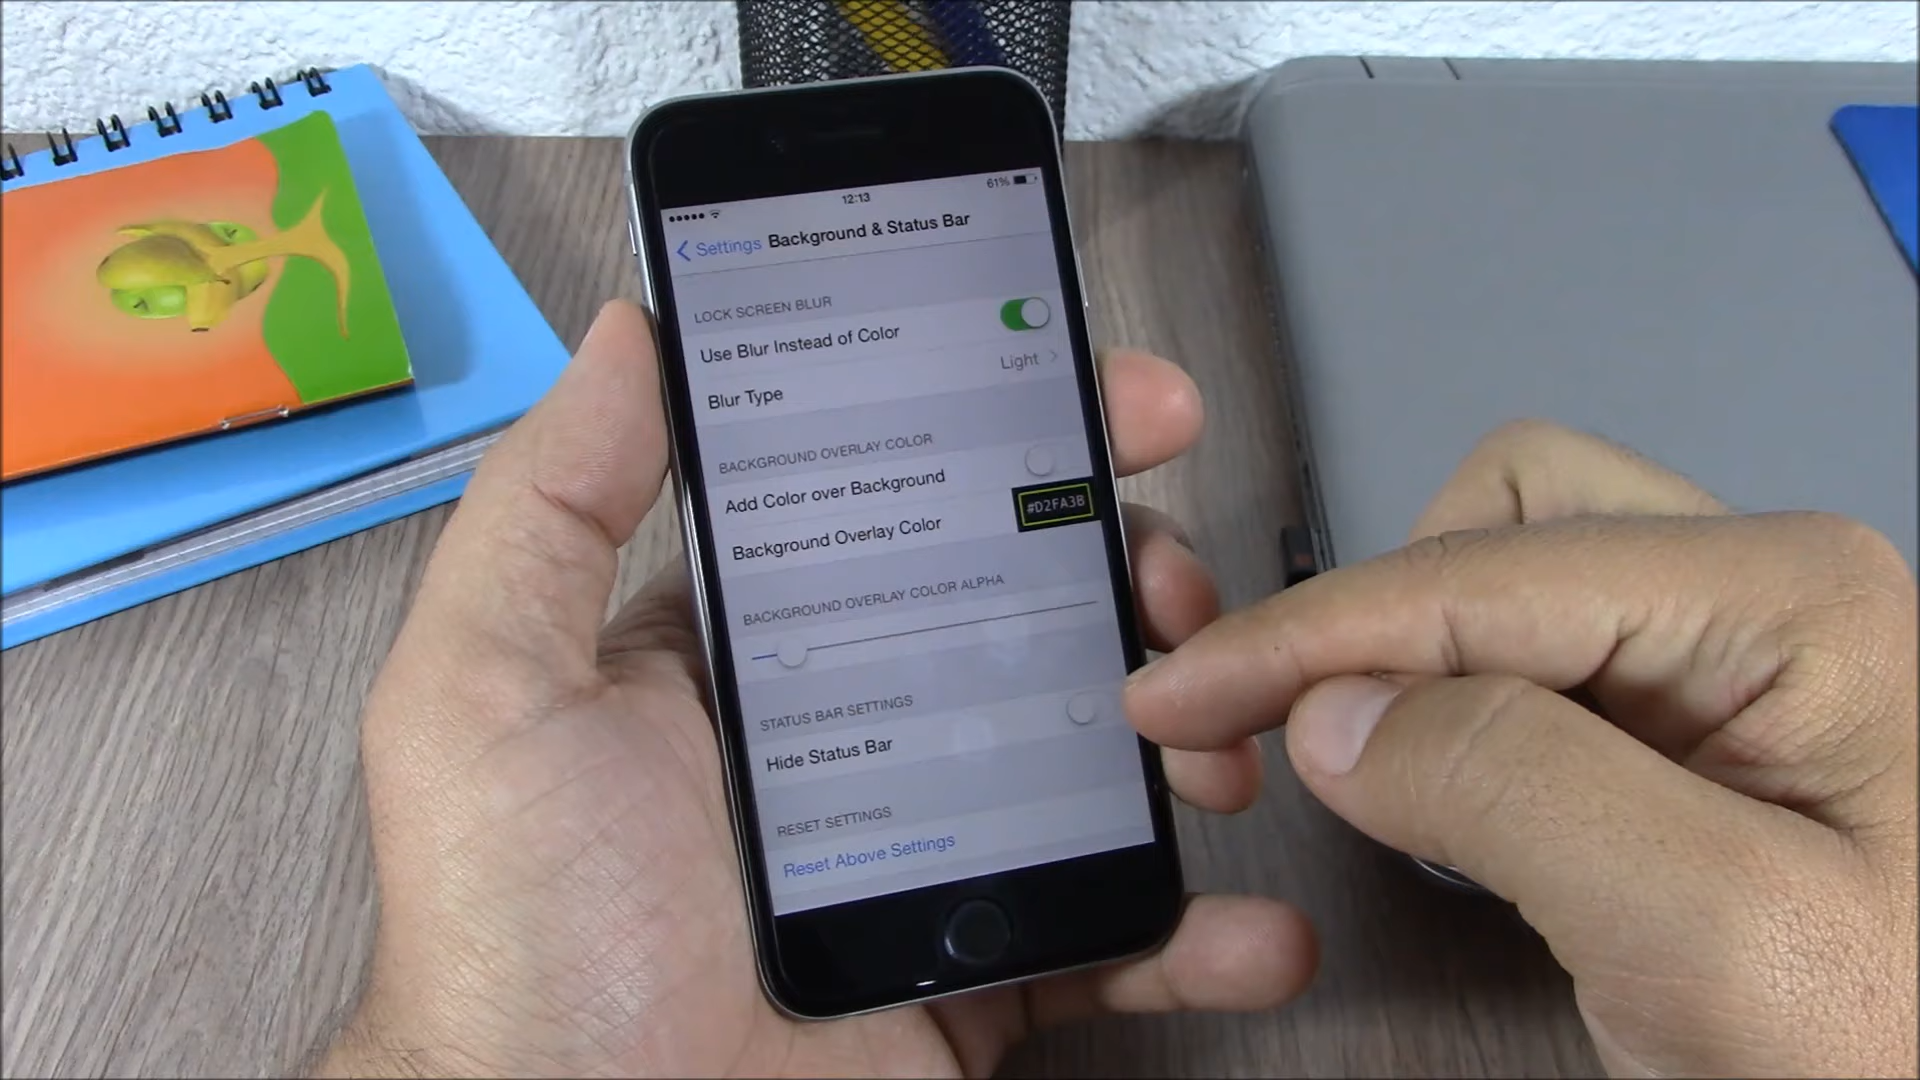 12:13
61%
Settings Background & Status Bar
LOCK SCREEN BLUR
Use Blur Instead of Color
Blur Type Light
BACKGROUND OVERLAY COLOR
Add Color over Background
Background Overlay Color #D2FA3B
BACKGROUND OVERLAY COLOR ALPHA
STATUS BAR SETTINGS
Hide Status Bar
RESET SETTINGS
Reset Above Settings